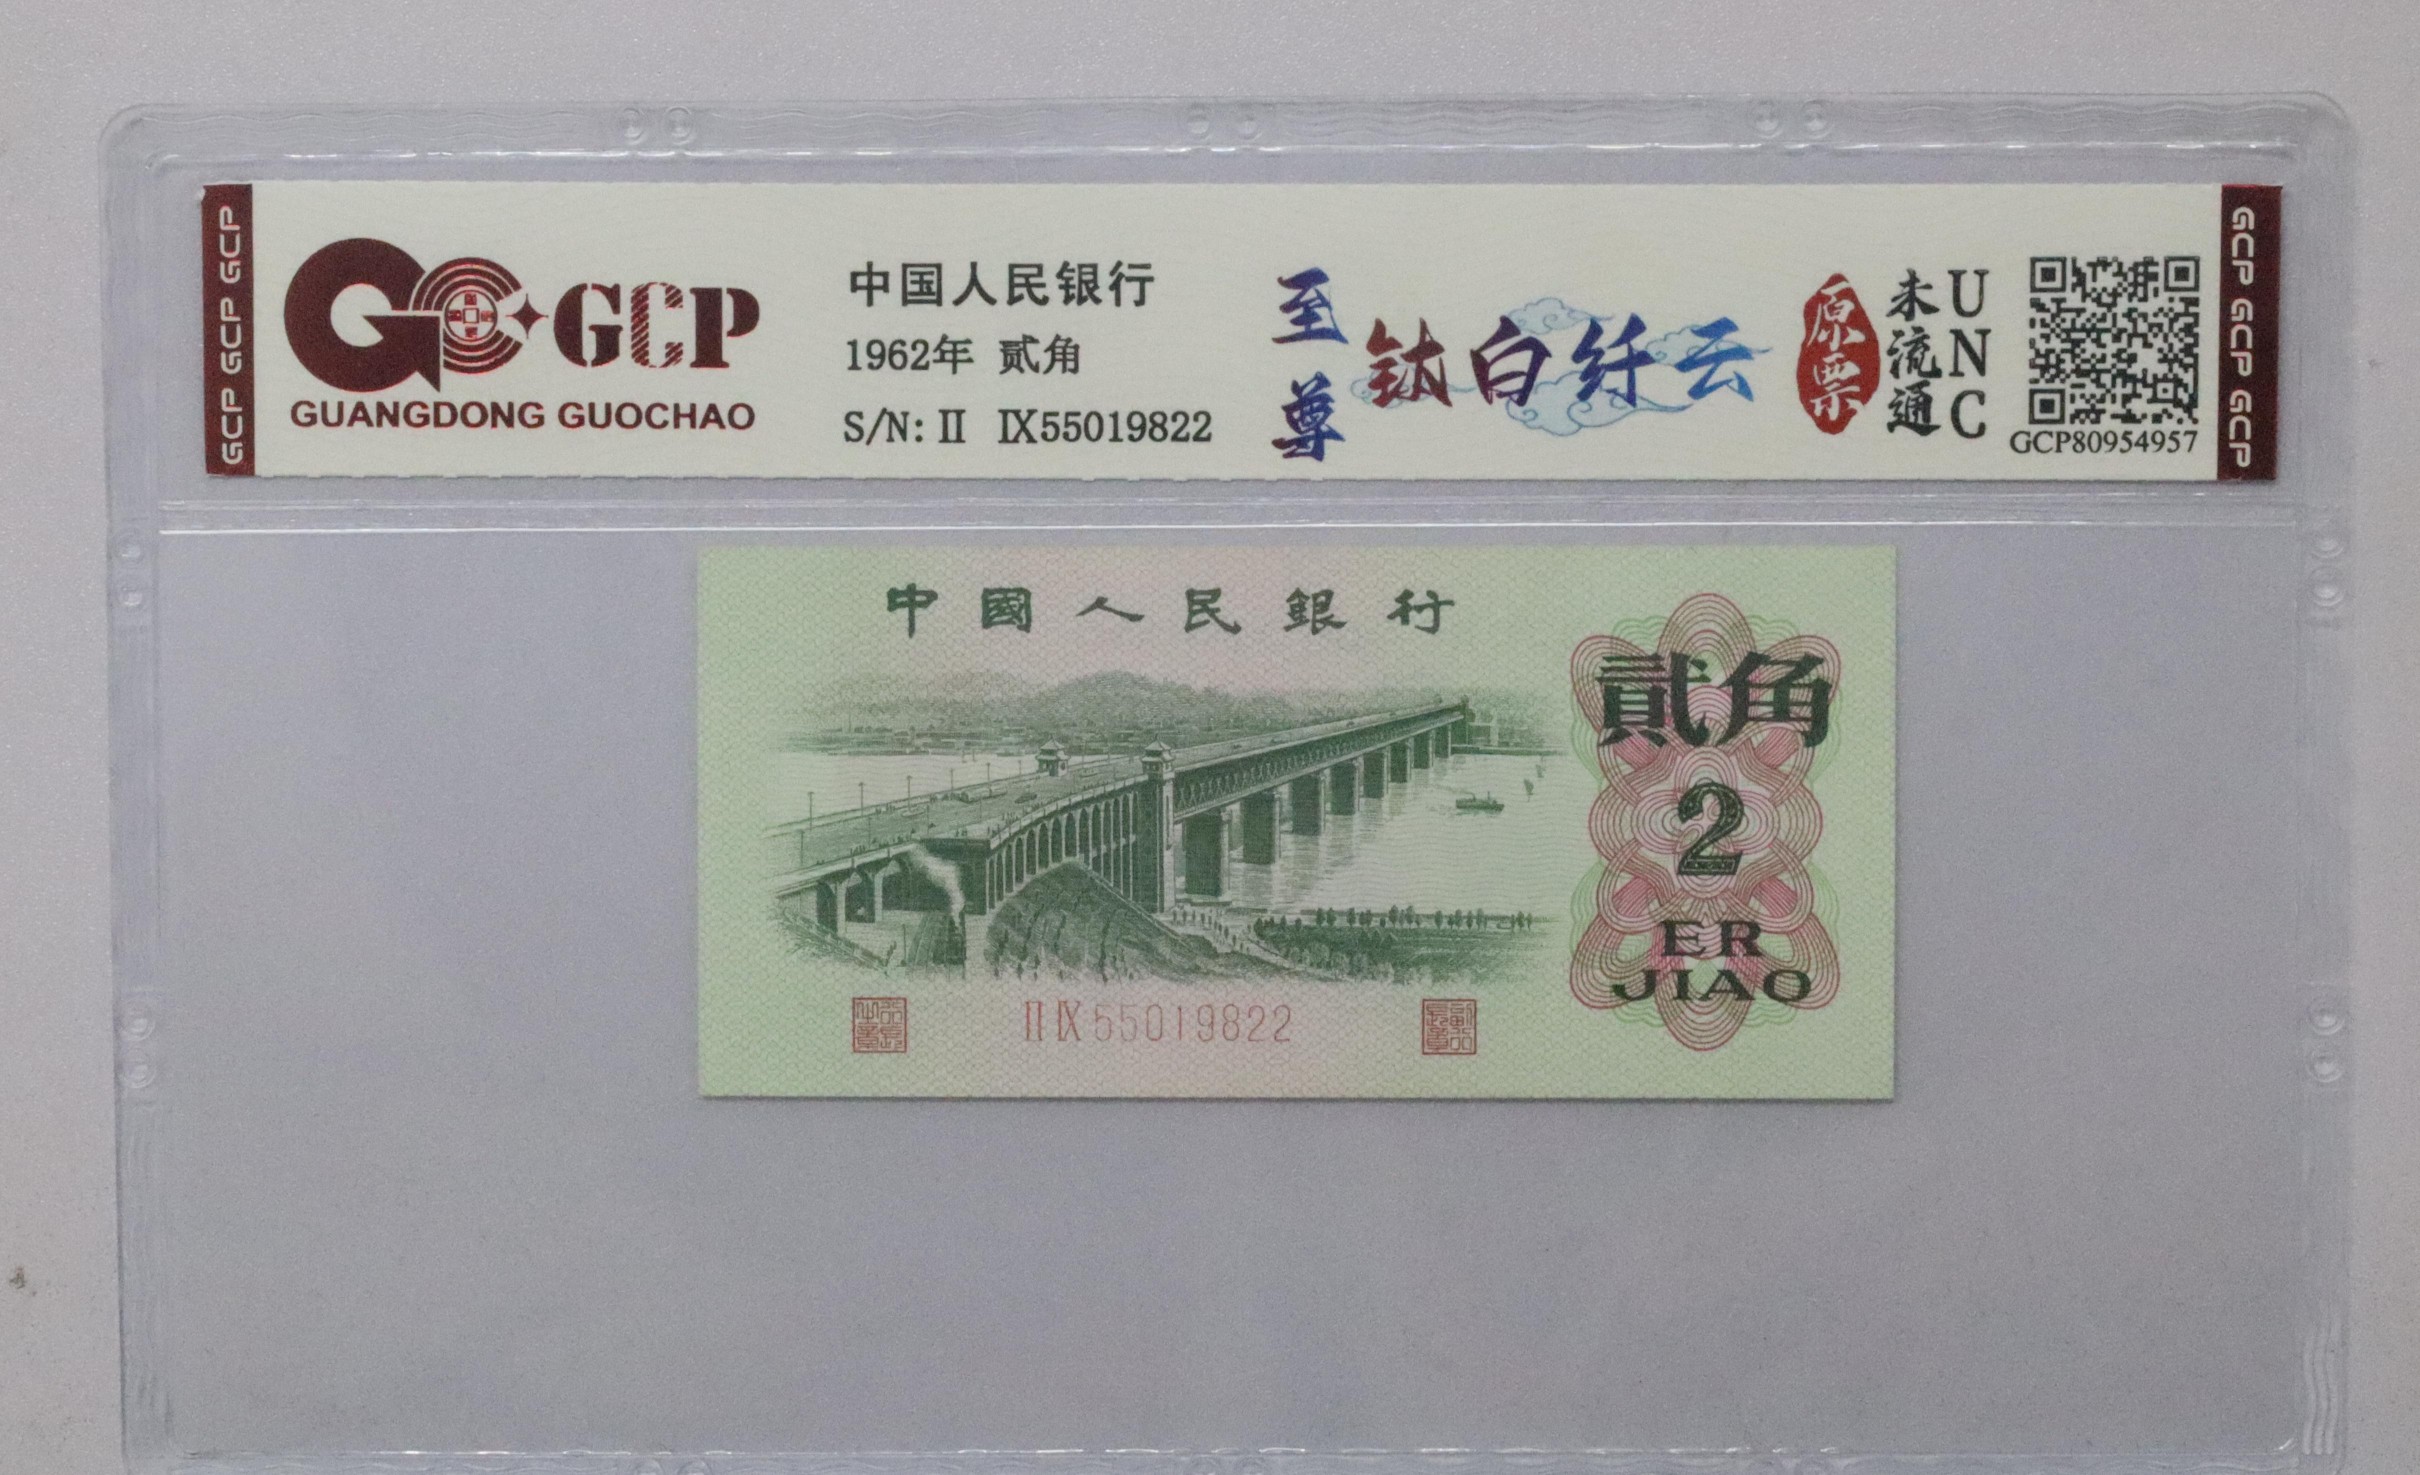 GCP GCP GCP
GCP
GUANGDONG GUOCHAO
中国人民银行
1962年 贰角
S/N: II IX55019822
至尊
钛白纤云
原票
未流通
UNC
GCP80954957
GCP GCP GCP
中國人民銀行
貳角
2
ER
JIAO
II IX 55019822